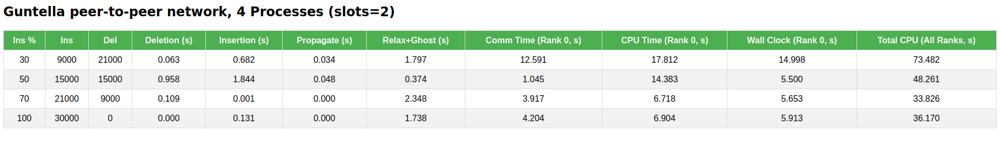 Guntella peer-to-peer network, 4 Processes (slots=2)
Ins % Ins Del Deletion (s) Insertion (s) Propagate (s) Relax+Ghost (s) Comm Time (Rank 0, s) CPU Time (Rank 0, s) Wall Clock (Rank 0, s) Total CPU (All Ranks, s)
30 9000 21000 0.063 0.682 0.034 1.797 12.591 17.812 14.998 73.482
50 15000 15000 0.958 1.844 0.048 0.374 1.045 14.383 5.500 48.261
70 21000 9000 0.109 0.001 0.000 2.348 3.917 6.718 5.653 33.826
100 30000 0 0.000 0.131 0.000 1.738 4.204 6.904 5.913 36.170